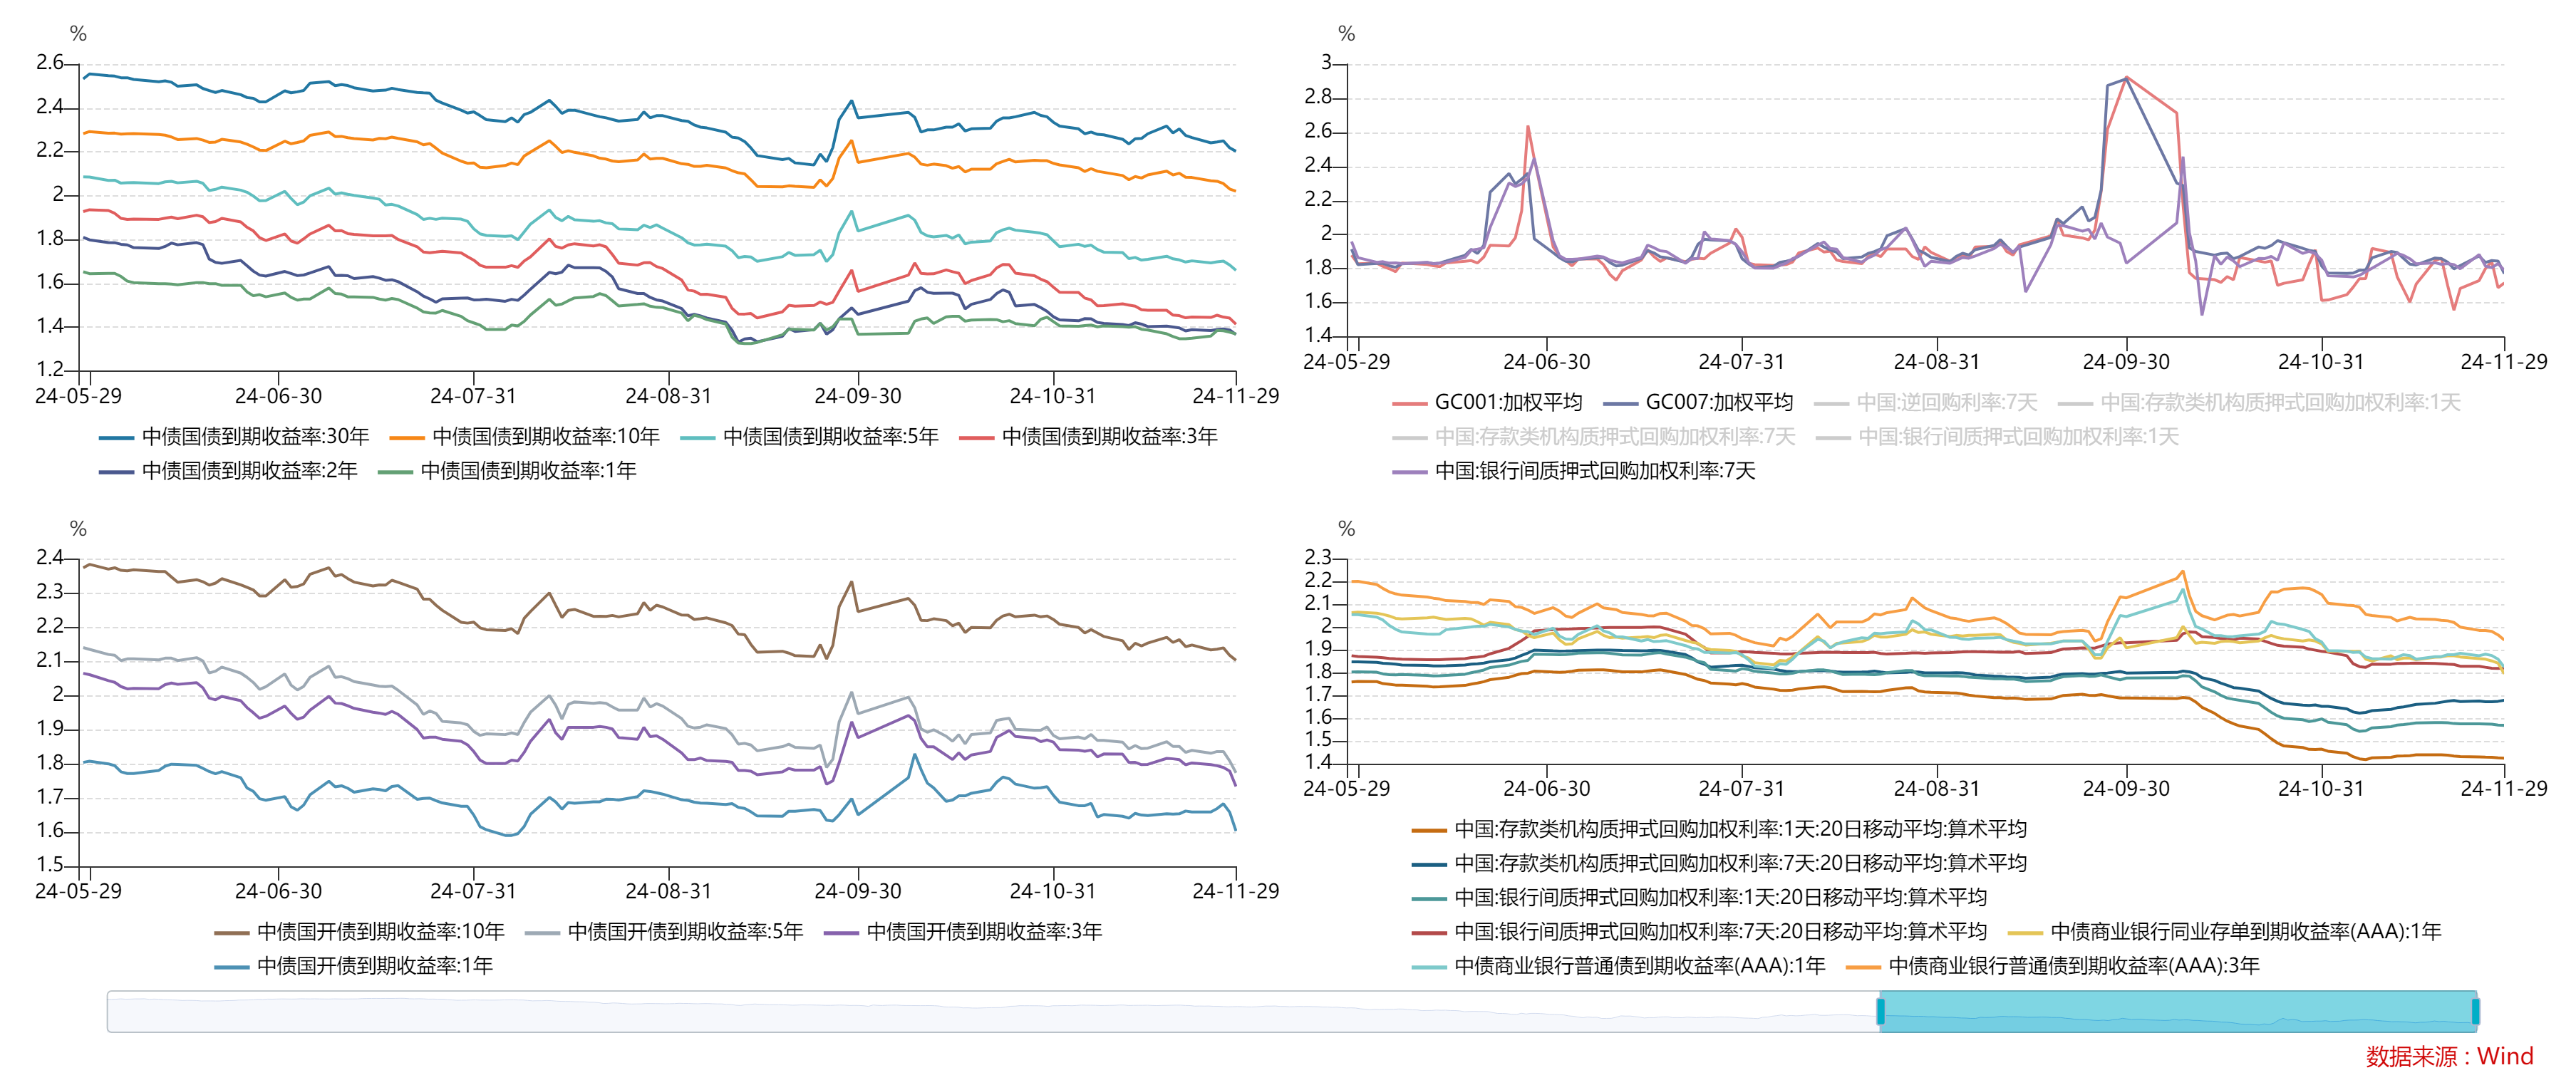 %
2.6
2.4
2.2
2
1.8
1.6
1.4
1.2
24-05-29 24-06-30 24-07-31 24-08-31 24-09-30 24-10-31 24-11-29
中债国债到期收益率:30年 中债国债到期收益率:10年 中债国债到期收益率:5年 中债国债到期收益率:3年
中债国债到期收益率:2年 中债国债到期收益率:1年
%
3
2.8
2.6
2.4
2.2
2
1.8
1.6
1.4
24-05-29 24-06-30 24-07-31 24-08-31 24-09-30 24-10-31 24-11-29
GC001:加权平均 GC007:加权平均 中国:逆回购利率:7天 中国:存款类机构质押式回购加权利率:1天
中国:存款类机构质押式回购加权利率:7天 中国:银行间质押式回购加权利率:1天
中国:银行间质押式回购加权利率:7天
%
2.4
2.3
2.2
2.1
2
1.9
1.8
1.7
1.6
1.5
24-05-29 24-06-30 24-07-31 24-08-31 24-09-30 24-10-31 24-11-29
中债国开债到期收益率:10年 中债国开债到期收益率:5年 中债国开债到期收益率:3年
中债国开债到期收益率:1年
%
2.3
2.2
2.1
2
1.9
1.8
1.7
1.6
1.5
1.4
24-05-29 24-06-30 24-07-31 24-08-31 24-09-30 24-10-31 24-11-29
中国:存款类机构质押式回购加权利率:1天:20日移动平均:算术平均
中国:存款类机构质押式回购加权利率:7天:20日移动平均:算术平均
中国:银行间质押式回购加权利率:1天:20日移动平均:算术平均
中国:银行间质押式回购加权利率:7天:20日移动平均:算术平均 中债商业银行同业存单到期收益率(AAA):1年
中债商业银行普通债到期收益率(AAA):1年 中债商业银行普通债到期收益率(AAA):3年
数据来源：Wind